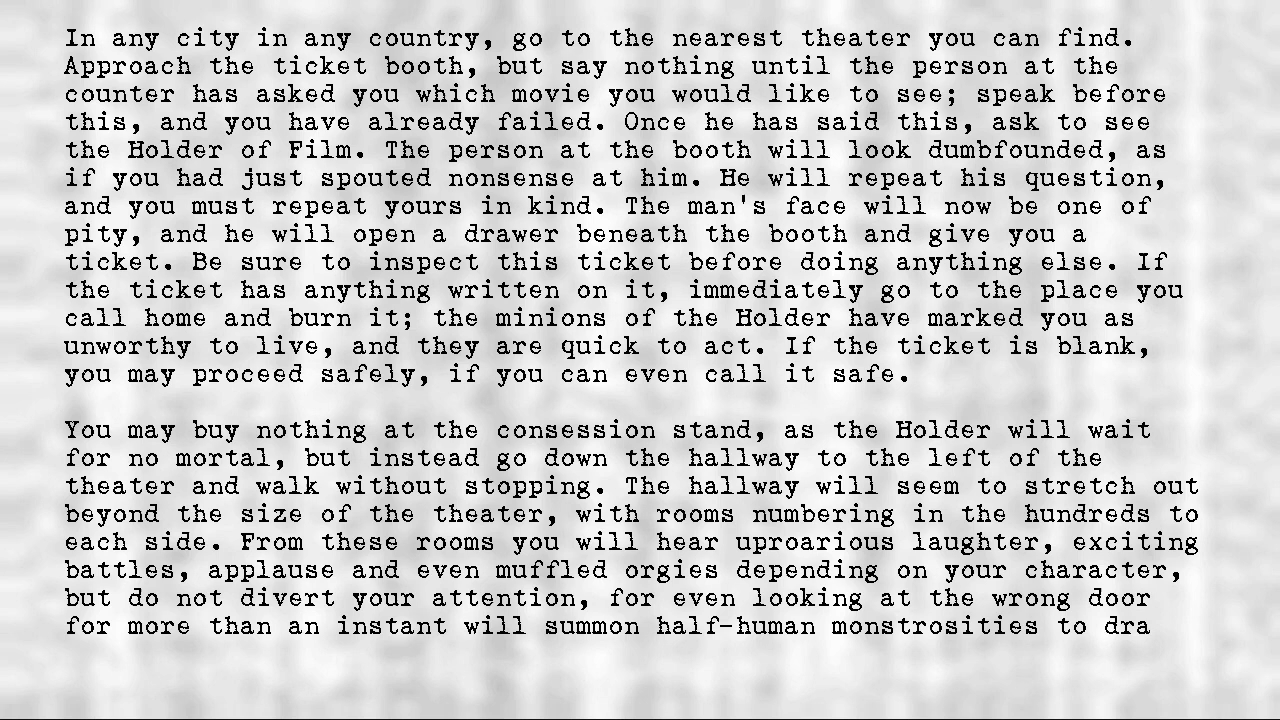 In any city in any country, go to the nearest theater you can find.
Approach the ticket booth, but say nothing until the person at the
counter has asked you which movie you would like to see; speak before
this, and you have already failed. Once he has said this, ask to see
the Holder of Film. The person at the booth will look dumbfounded, as
if you had just spouted nonsense at him. He will repeat his question,
and you must repeat yours in kind. The man's face will now be one of
pity, and he will open a drawer beneath the booth and give you a
ticket. Be sure to inspect this ticket before doing anything else. If
the ticket has anything written on it, immediately go to the place you
call home and burn it; the minions of the Holder have marked you as
unworthy to live, and they are quick to act. If the ticket is blank,
you may proceed safely, if you can even call it safe.

You may buy nothing at the consession stand, as the Holder will wait
for no mortal, but instead go down the hallway to the left of the
theater and walk without stopping. The hallway will seem to stretch out
beyond the size of the theater, with rooms numbering in the hundreds to
each side. From these rooms you will hear uproarious laughter, exciting
battles, applause and even muffled orgies depending on your character,
but do not divert your attention, for even looking at the wrong door
for more than an instant will summon half-human monstrosities to dra